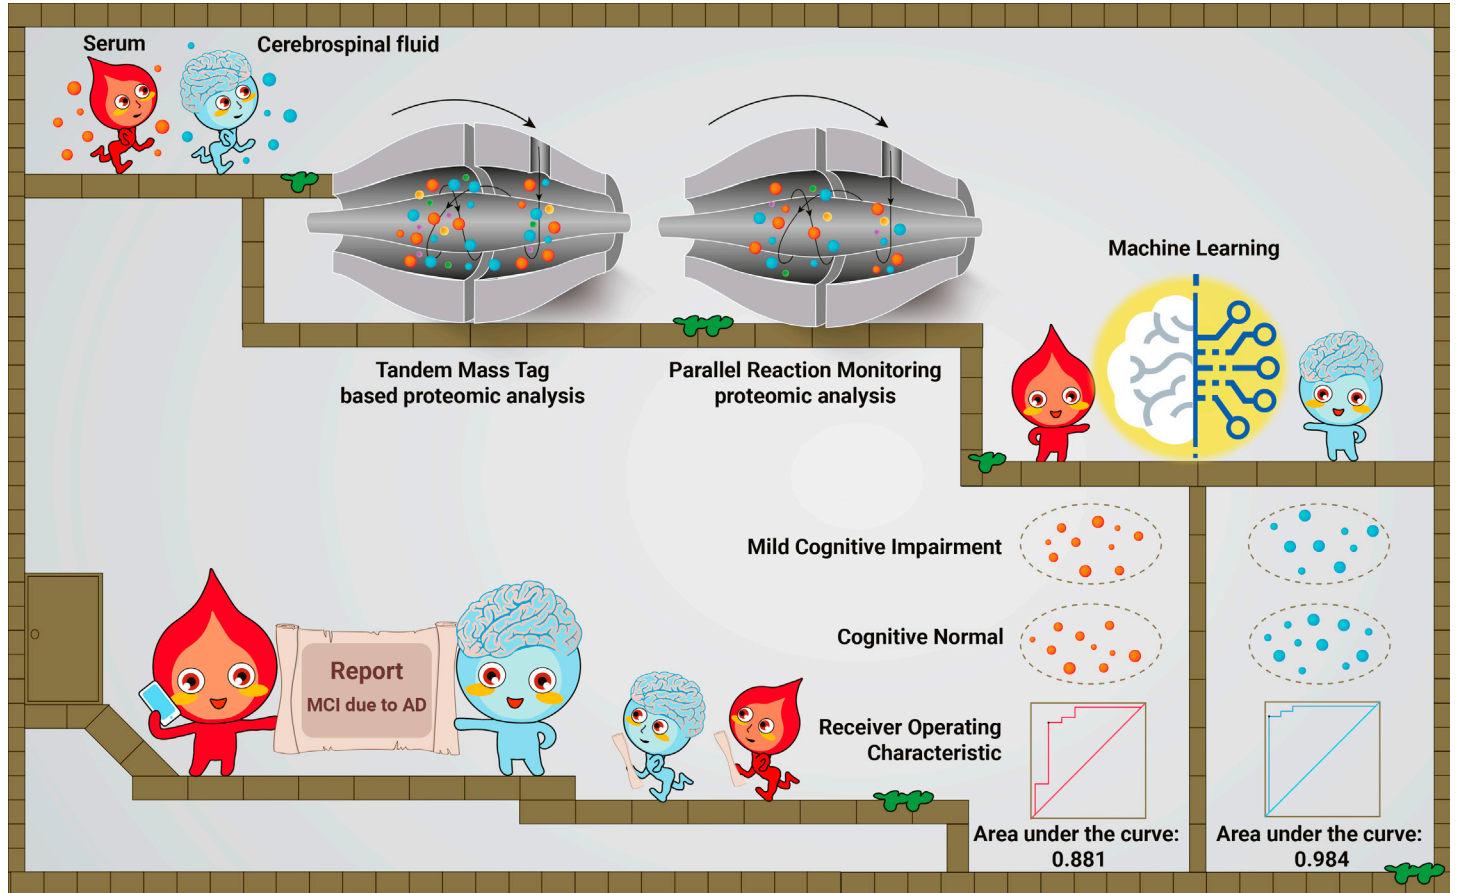 Serum
Cerebrospinal fluid
Machine Learning
Tandem Mass Tag
based proteomic analysis
Parallel Reaction Monitoring
proteomic analysis
Mild Cognitive Impairment
Cognitive Normal
Report
MCI due to AD
Receiver Operating
Characteristic
Area under the curve:
0.881
Area under the curve:
0.984